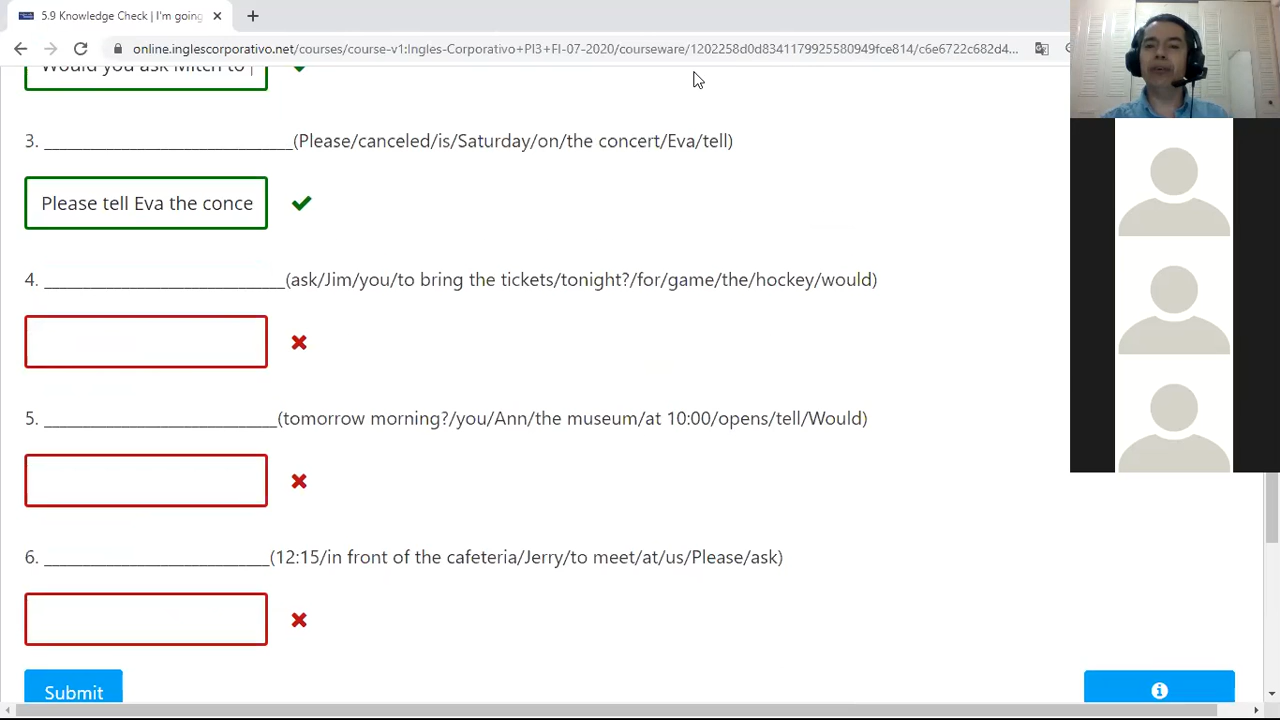 5.9 Knowledge Check | I'm going
online.inglescorporativo.net/courses/course-v1:Ingles-Corporativo+PI3+FI-07-2020/courseware/
Would you ask Mitch to
3. ____________________________(Please/canceled/is/Saturday/on/the concert/Eva/tell)
Please tell Eva the conce
4. ___________________________(ask/Jim/you/to bring the tickets/tonight?/for/game/the/hockey/would)
5. __________________________(tomorrow morning?/you/Ann/the museum/at 10:00/opens/tell/Would)
6. _________________________(12:15/in front of the cafeteria/Jerry/to meet/at/us/Please/ask)
Submit